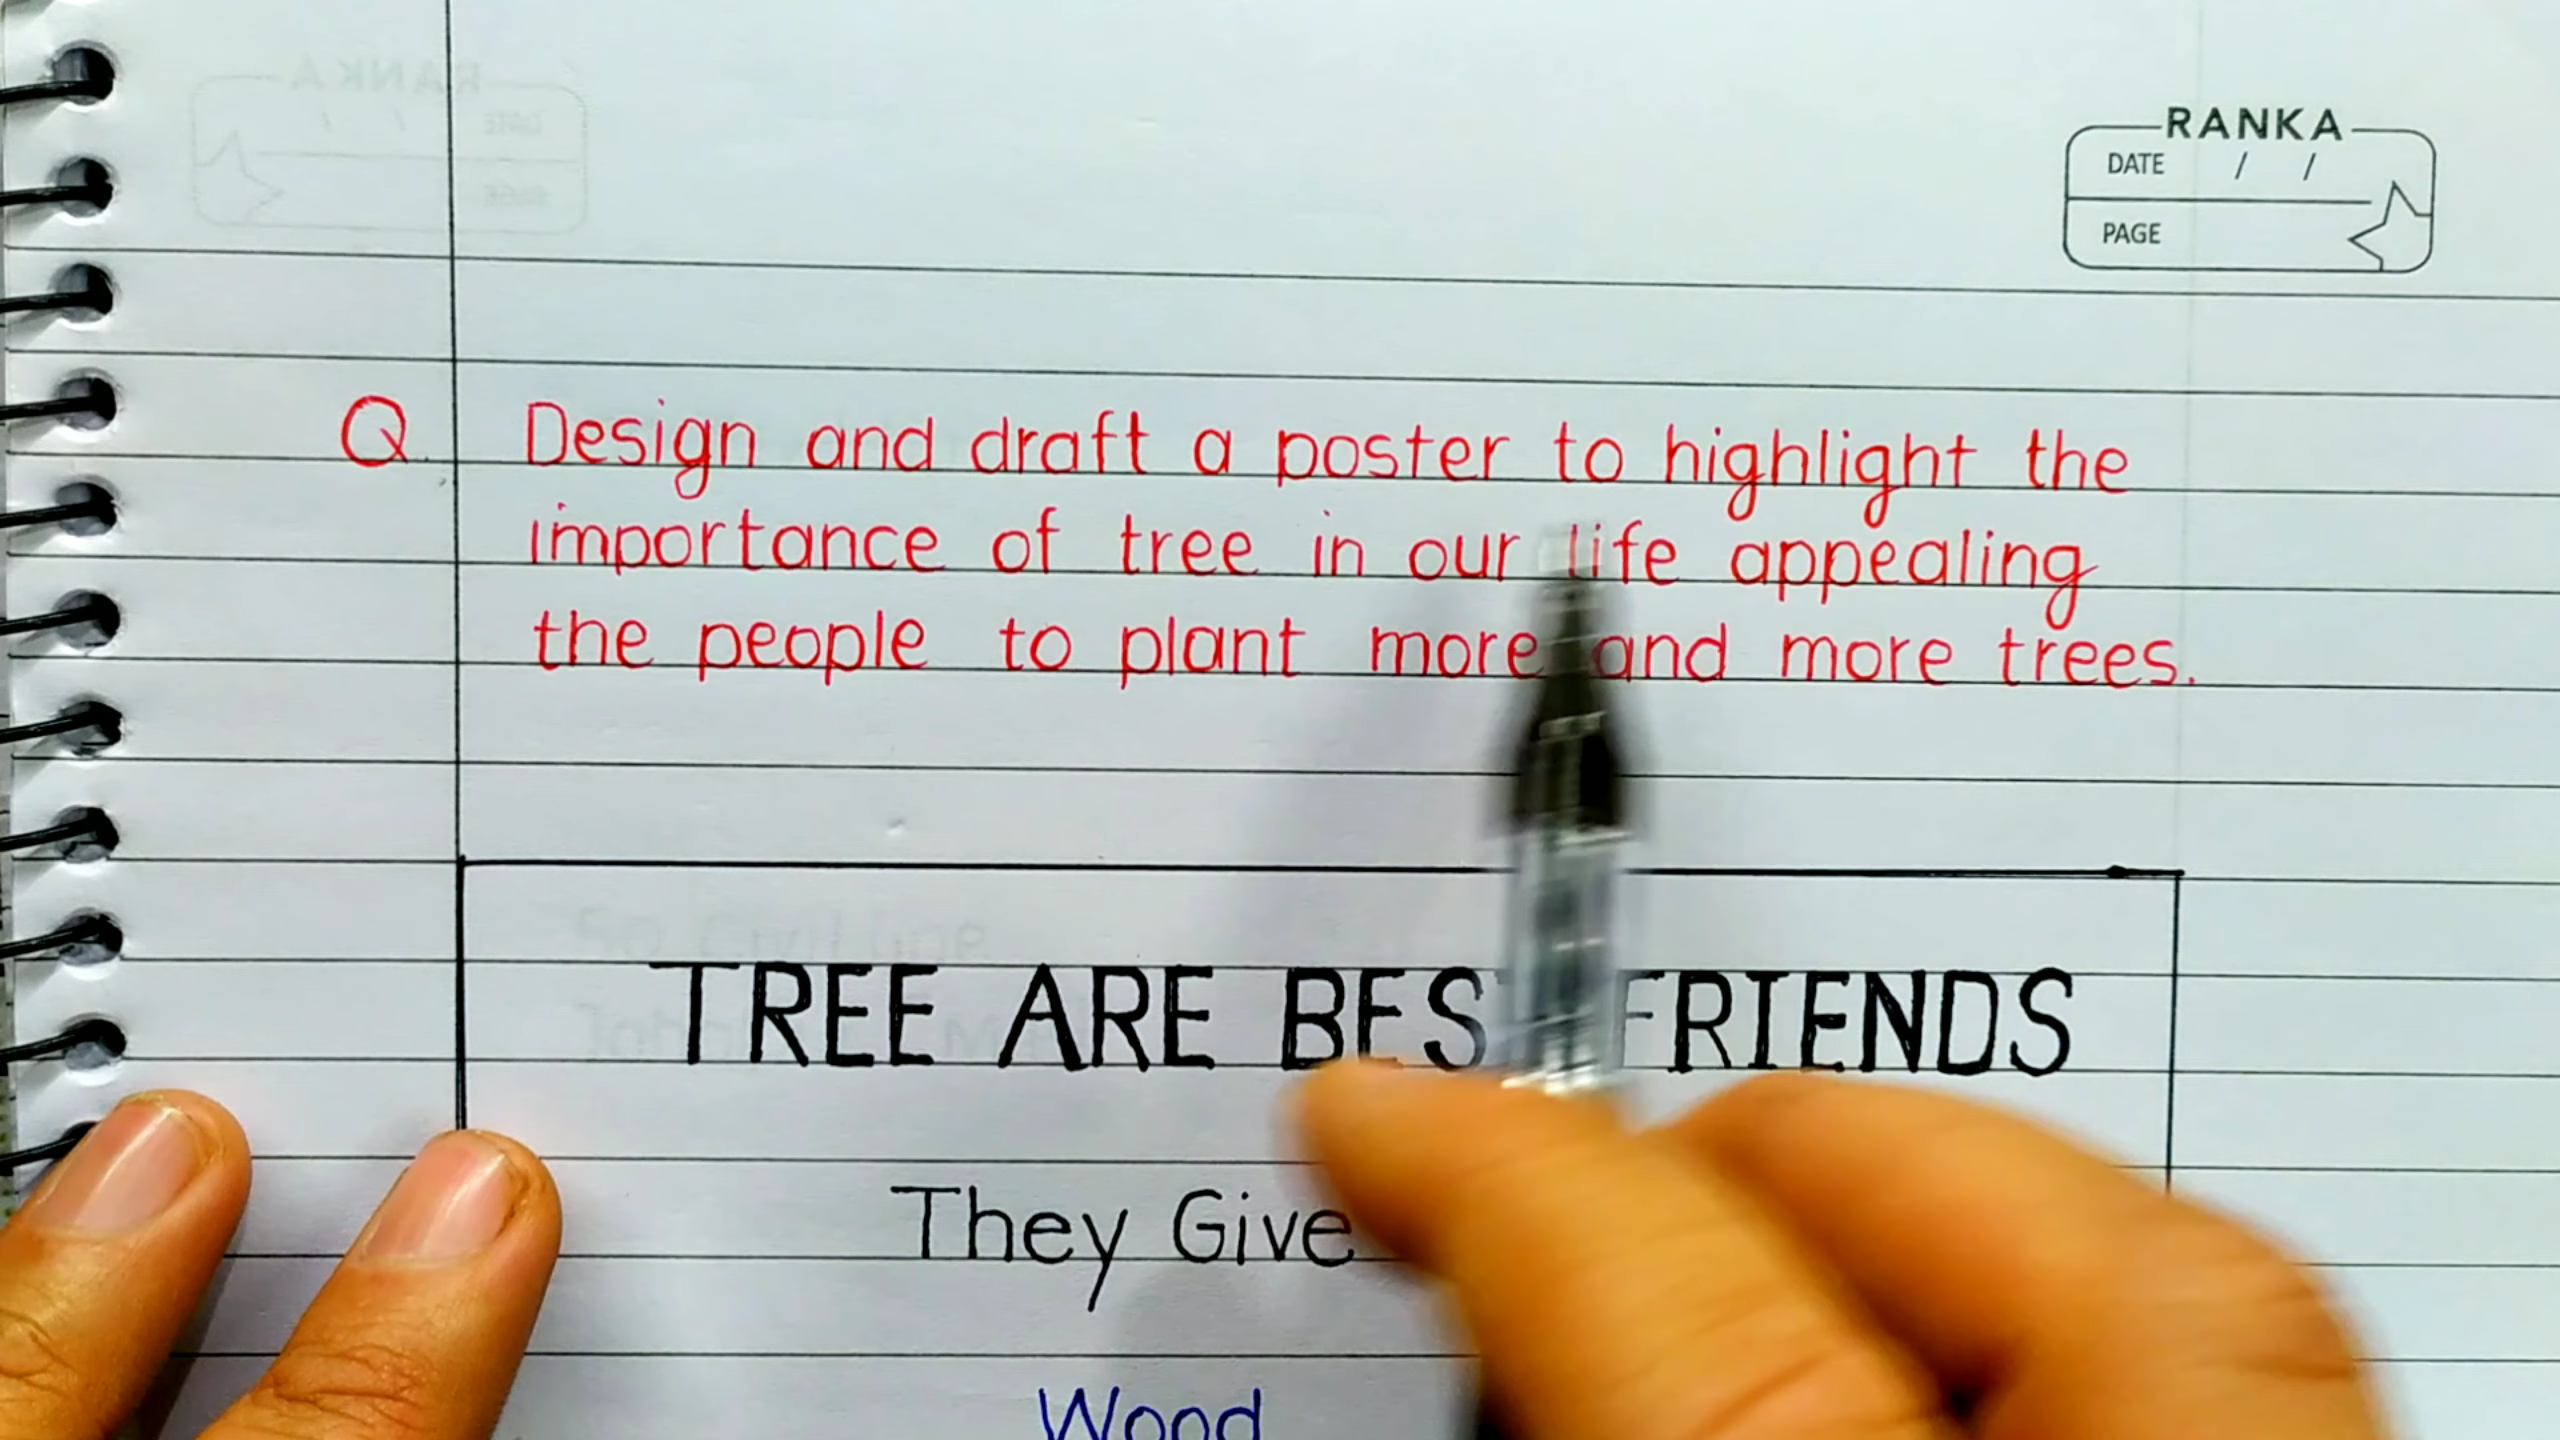 RANKA
DATE / /
PAGE
Q. Design and draft a poster to highlight the
importance of tree in our life appealing
the people to plant more and more trees.
TREE ARE BEST FRIENDS
They Give
Wood